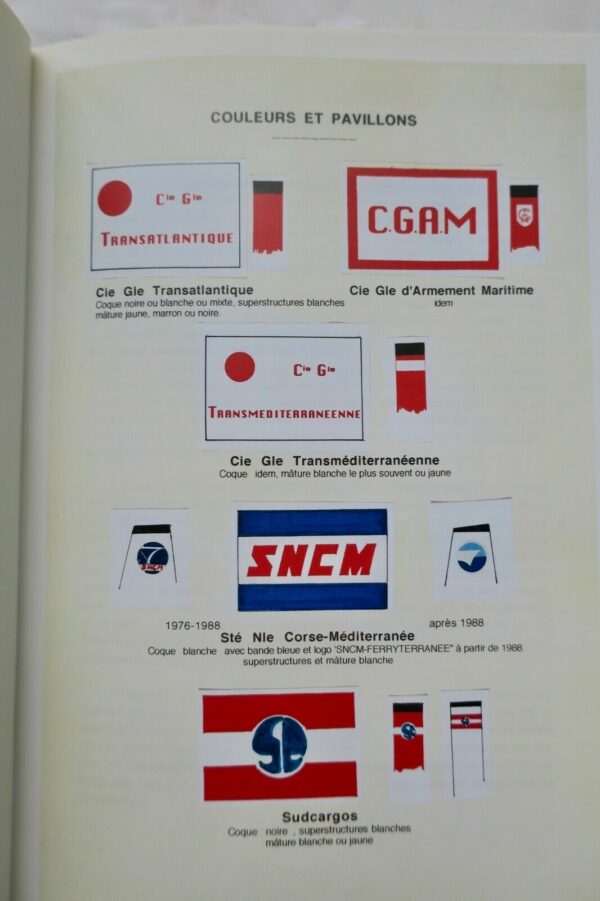 COULEURS ET PAVILLONS
Cie Gle
TRANSATLANTIQUE
C.G.A.M
Cie Gle Transatlantique
Coque noire ou blanche ou mixte, superstructures blanches
mâture jaune, marron ou noire.
Cie Gle d'Armement Maritime
idem
Cie Gle
TRANSMEDITERRANEENNE
Cie Gle Transméditerranéenne
Coque idem, mâture blanche le plus souvent ou jaune
SNCM
SNCM
1976-1988
après 1988
Sté Nle Corse-Méditerranée
Coque blanche avec bande bleue et logo 'SNCM-FERRYTERRANEE" à partir de 1988
superstructures et mâture blanche
Sudcargos
Coque noire , superstructures blanches
mâture blanche ou jaune